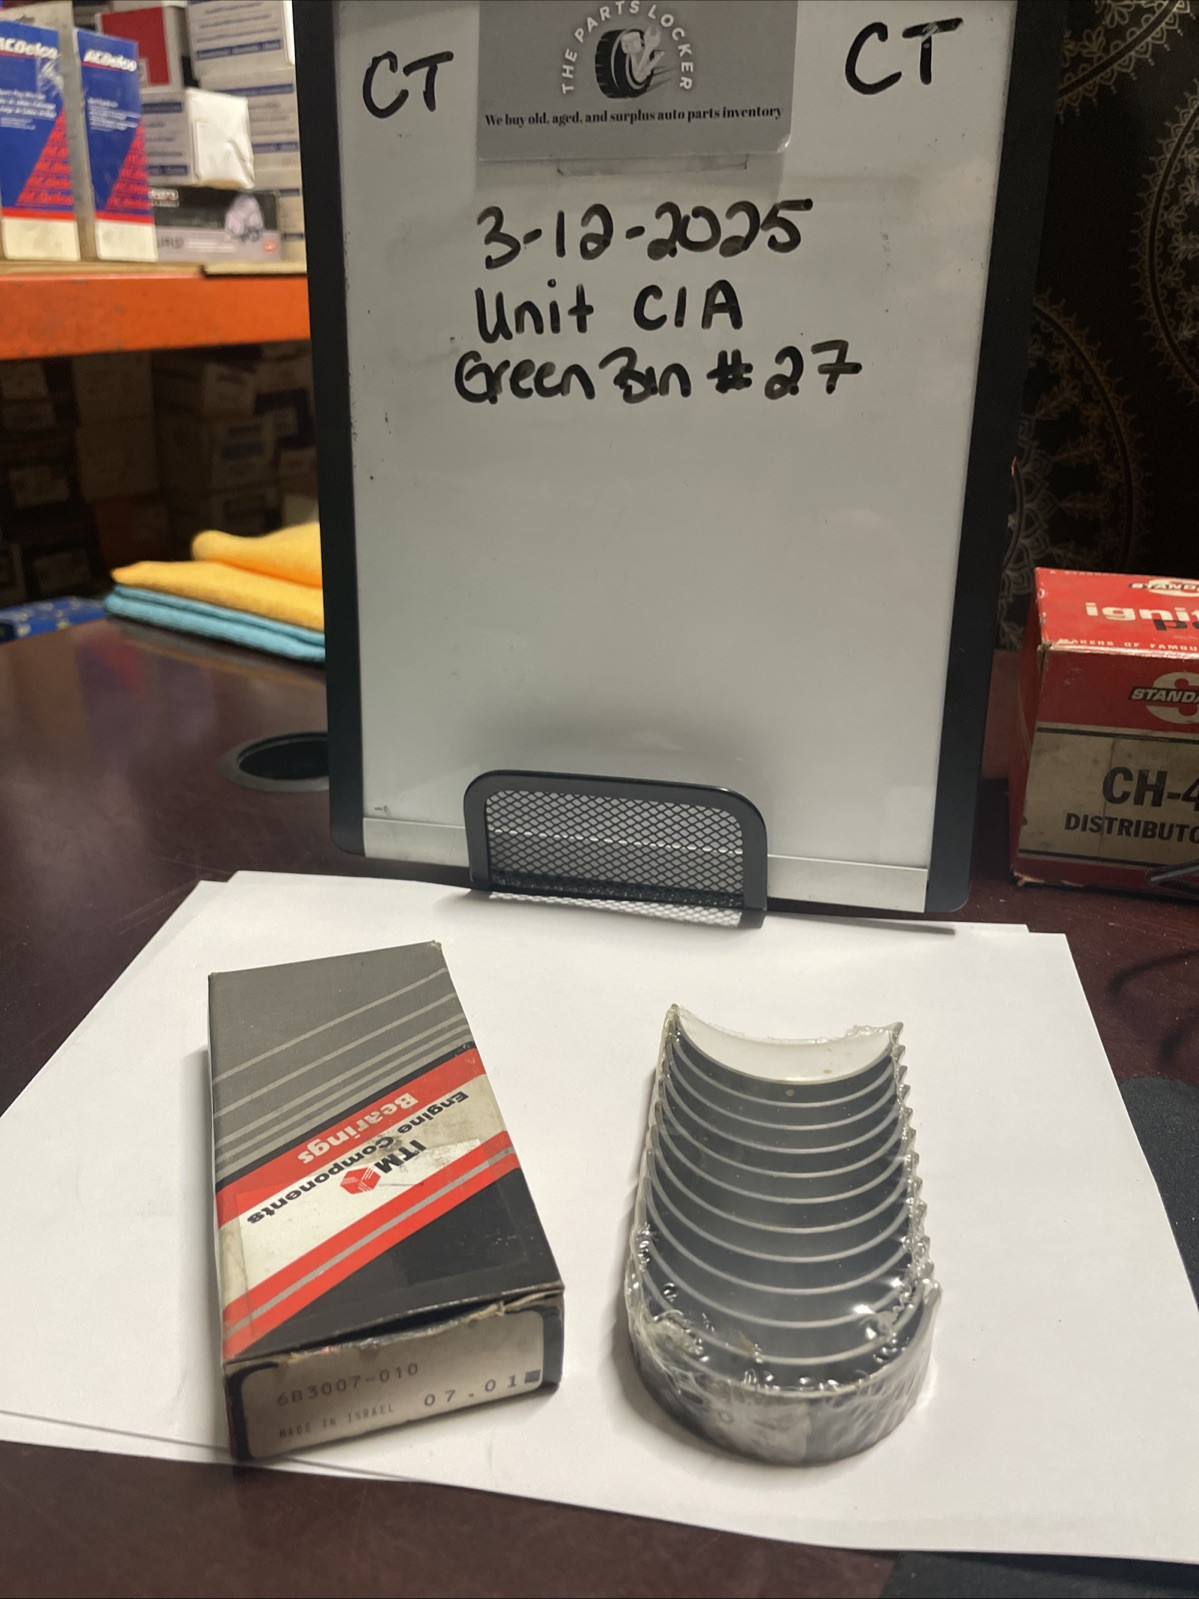 ACDelco
ACDelco
CT
THE PARTS LOCKER
CT
We buy old, aged, and surplus auto parts inventory
3-12-2025
Unit C1A
Green Bin # 27
STAND
ignit
STANDA
CH-4
DISTRIBUTO
ITM
Engine Components
Bearings
6B3007-010
MADE IN ISRAEL 07.01